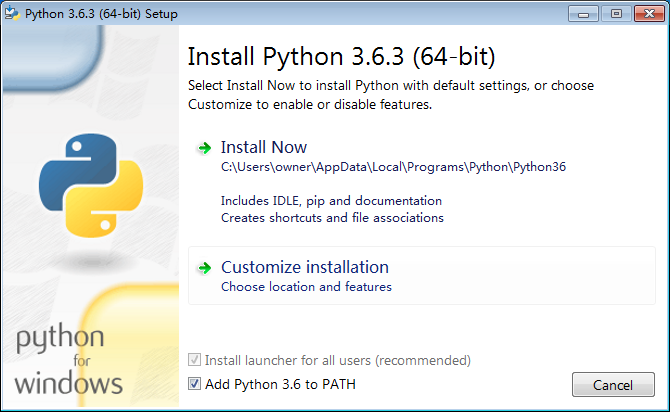 Python 3.6.3 (64-bit) Setup
Install Python 3.6.3 (64-bit)
Select Install Now to install Python with default settings, or choose
Customize to enable or disable features.
Install Now
C:\Users\owner\AppData\Local\Programs\Python\Python36
Includes IDLE, pip and documentation
Creates shortcuts and file associations
Customize installation
Choose location and features
python
for
windows
Install launcher for all users (recommended)
Add Python 3.6 to PATH
Cancel